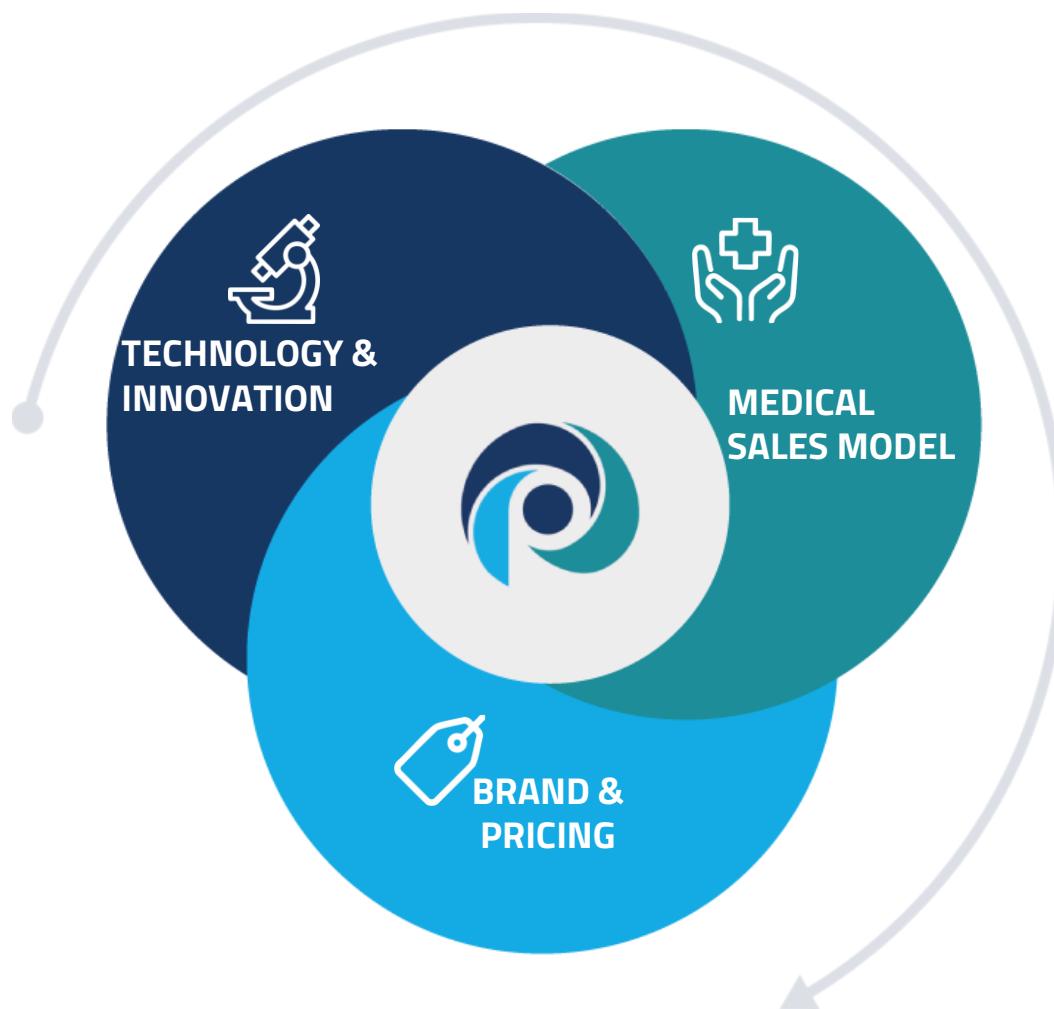 TECHNOLOGY &
INNOVATION
MEDICAL
SALES MODEL
BRAND &
PRICING